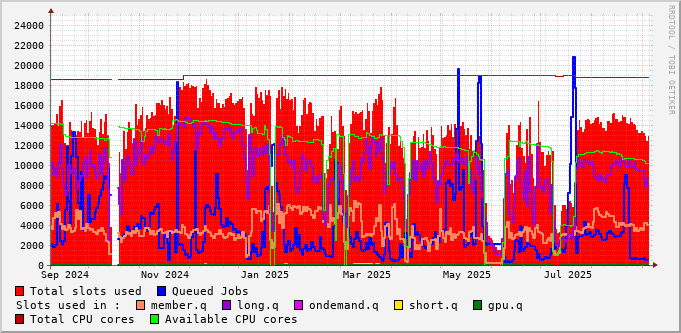 24000
22000
20000
18000
16000
14000
12000
10000
8000
6000
4000
2000
0
Sep 2024 Nov 2024 Jan 2025 Mar 2025 May 2025 Jul 2025
Total slots used Queued Jobs
Slots used in : member.q long.q ondemand.q short.q gpu.q
Total CPU cores Available CPU cores
RRDTOOL / TOBI OETIKER